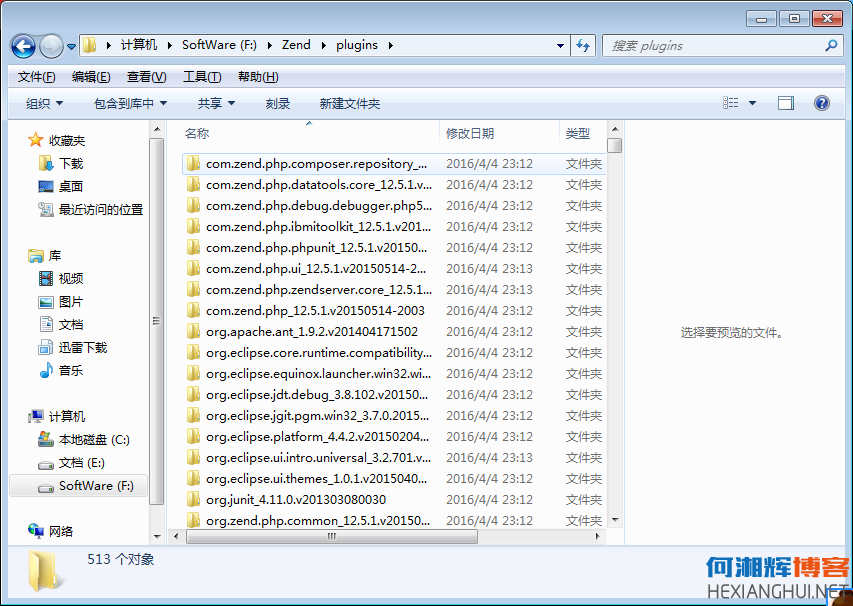 计算机 SoftWare (F:) Zend plugins 搜索 plugins
文件(F) 编辑(E) 查看(V) 工具(T) 帮助(H)
组织 包含到库中 共享 刻录 新建文件夹
收藏夹
下载
桌面
最近访问的位置
库
视频
图片
文档
迅雷下载
音乐
计算机
本地磁盘 (C:)
文档 (E:)
SoftWare (F:)
网络
名称 修改日期 类型
com.zend.php.composer.repository_... 2016/4/4 23:12 文件夹
com.zend.php.datatools.core_12.5.1.v... 2016/4/4 23:12 文件夹
com.zend.php.debug.debugger.php5... 2016/4/4 23:12 文件夹
com.zend.php.ibmitoolkit_12.5.1.v201... 2016/4/4 23:12 文件夹
com.zend.php.phpunit_12.5.1.v20150... 2016/4/4 23:12 文件夹
com.zend.php.ui_12.5.1.v20150514-2... 2016/4/4 23:13 文件夹
com.zend.php.zendserver.core_12.5.1... 2016/4/4 23:13 文件夹
com.zend.php_12.5.1.v20150514-2003 2016/4/4 23:12 文件夹
org.apache.ant_1.9.2.v201404171502 2016/4/4 23:12 文件夹
org.eclipse.core.runtime.compatibility... 2016/4/4 23:12 文件夹
org.eclipse.equinox.launcher.win32.wi... 2016/4/4 23:12 文件夹
org.eclipse.jdt.debug_3.8.102.v20150... 2016/4/4 23:12 文件夹
org.eclipse.jgit.pgm.win32_3.7.0.2015... 2016/4/4 23:12 文件夹
org.eclipse.platform_4.4.2.v20150204... 2016/4/4 23:12 文件夹
org.eclipse.ui.intro.universal_3.2.701.v... 2016/4/4 23:13 文件夹
org.eclipse.ui.themes_1.0.1.v2015040... 2016/4/4 23:12 文件夹
org.junit_4.11.0.v201303080030 2016/4/4 23:12 文件夹
org.zend.php.common_12.5.1.v20150... 2016/4/4 23:12 文件夹
选择要预览的文件。
513 个对象
何湘辉博客
HEXIANGHUI.NET